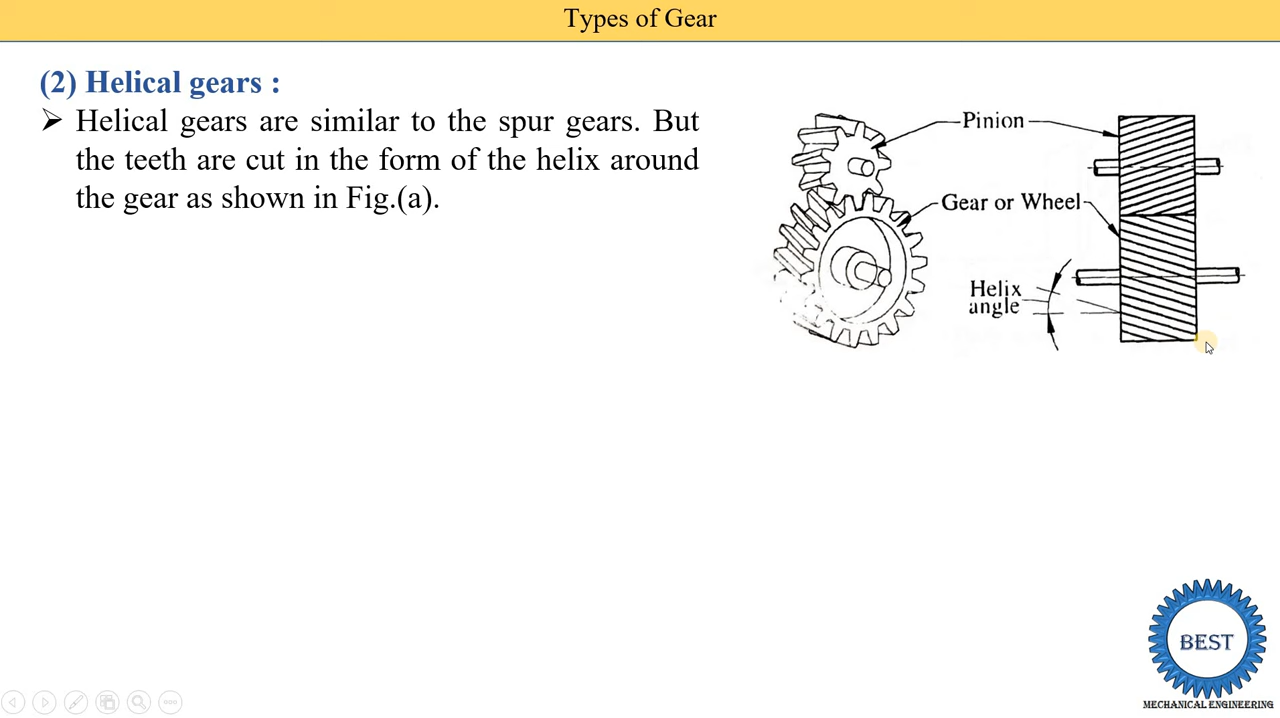 Types of Gear
(2) Helical gears :
➢ Helical gears are similar to the spur gears. But
the teeth are cut in the form of the helix around
the gear as shown in Fig.(a).
Pinion
Gear or Wheel
Helix
angle
BEST
MECHANICAL ENGINEERING